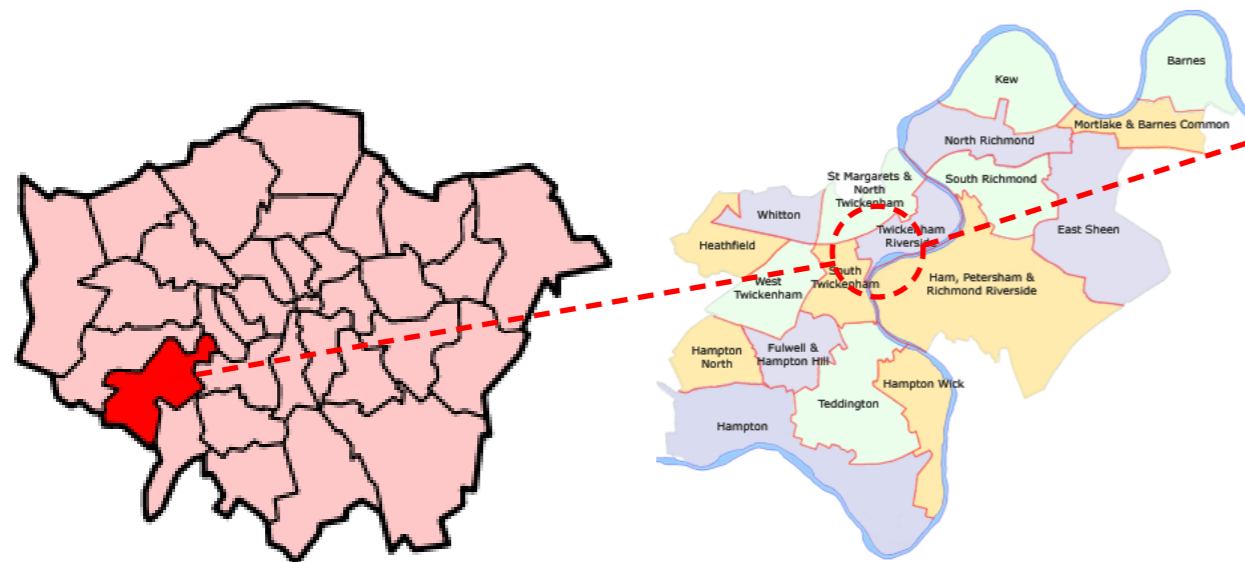 Barnes
Kew
Mortlake & Barnes Common
North Richmond
St Margarets &
North
Twickenham
South Richmond
Whitton
Twickenham
Riverside
East Sheen
Heathfield
South
Twickenham
West
Twickenham
Ham, Petersham &
Richmond Riverside
Hampton
North
Fulwell &
Hampton Hill
Hampton Wick
Teddington
Hampton